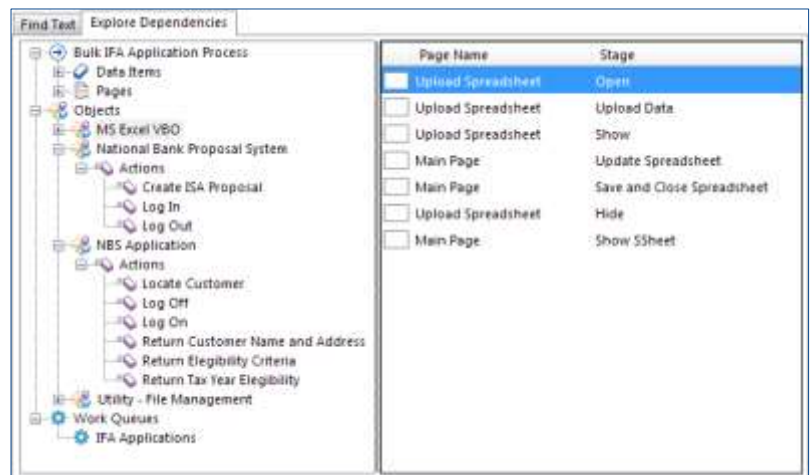 Find Text Explore Dependencies
Bulk IFA Application Process
Data Items
Pages
Objects
MS Excel VBO
National Bank Proposal System
Actions
Create ISA Proposal
Log In
Log Out
NBS Application
Actions
Locate Customer
Log Off
Log On
Return Customer Name and Address
Return Elegibility Criteria
Return Tax Year Elegibility
Utility - File Management
Work Queues
IFA Applications
Page Name Stage
Upload Spreadsheet Open
Upload Spreadsheet Upload Data
Upload Spreadsheet Show
Main Page Update Spreadsheet
Main Page Save and Close Spreadsheet
Upload Spreadsheet Hide
Main Page Show SSheet